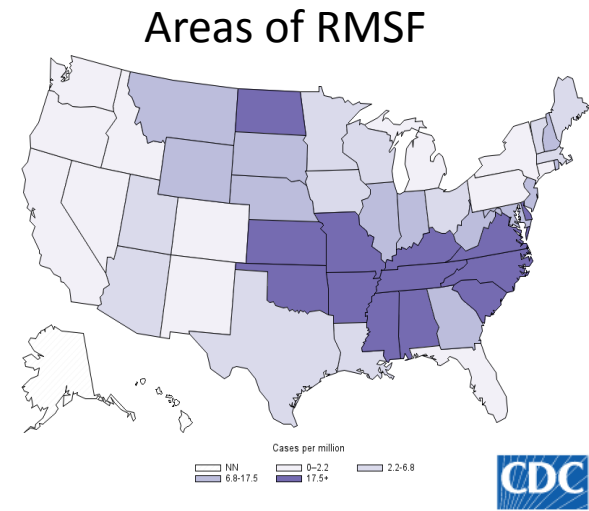 Areas of RMSF
Cases per million
NN 0–2.2 2.2-6.8
6.8-17.5 17.5+
CDC